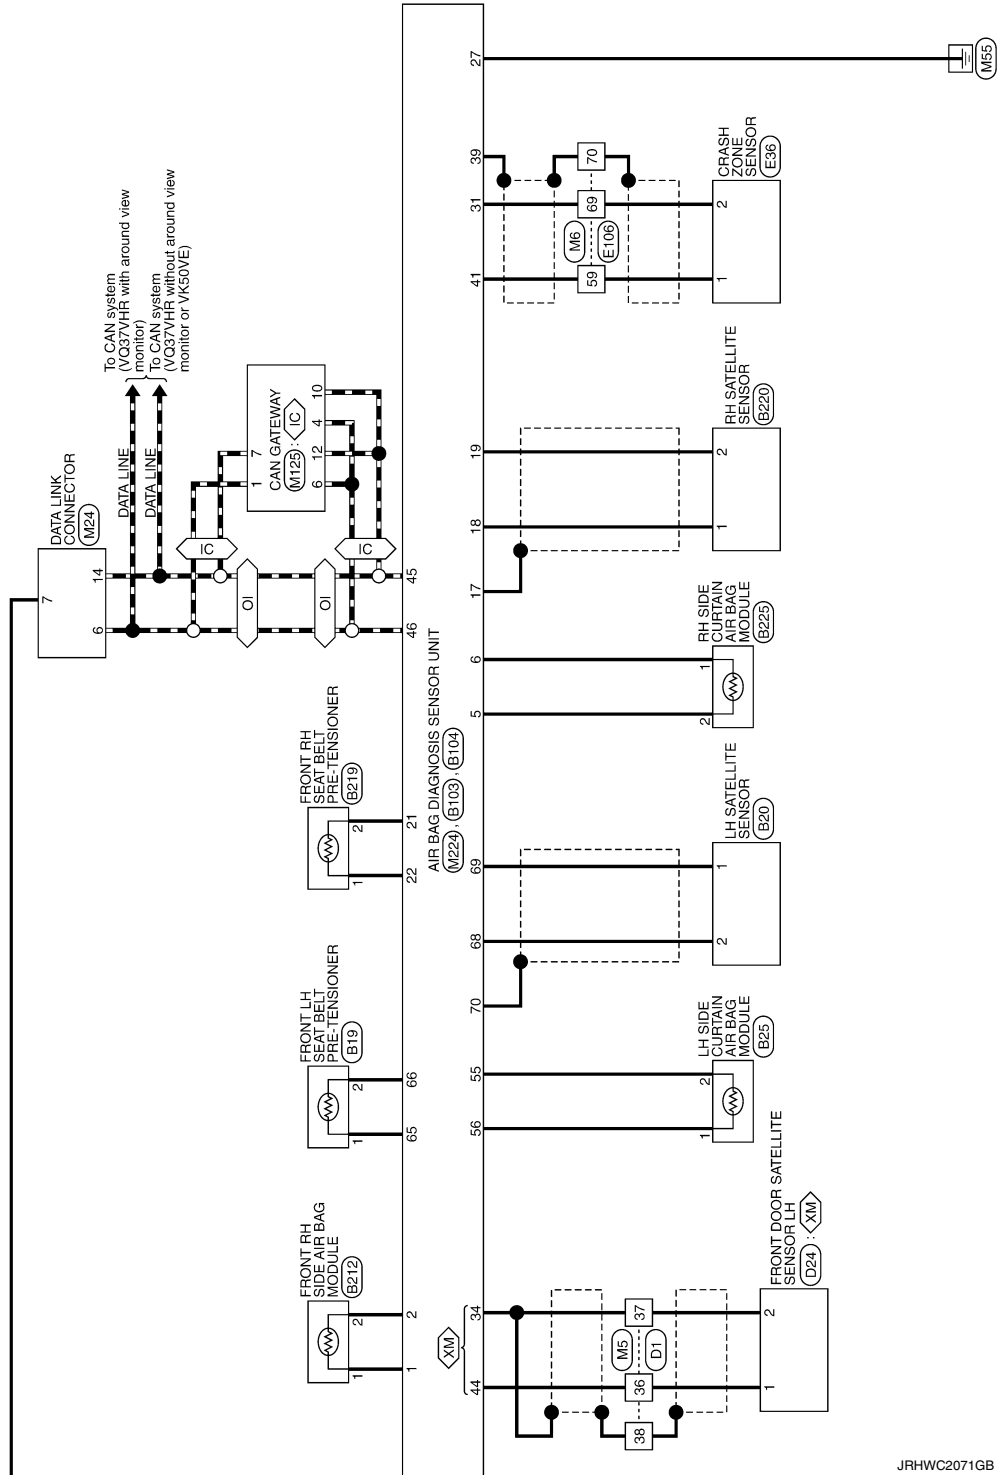 DATA LINK
CONNECTOR
M24
7
14
6
To CAN system
(VQ37VHR with around view
monitor)
To CAN system
(VQ37VHR without around view
monitor or VK50VE)
DATA LINE
DATA LINE
CAN GATEWAY
M125 : IC
1
7
6
12
4
10
IC
IC
OI
OI
46
45
FRONT RH
SEAT BELT
PRE-TENSIONER
B219
1
2
22
21
FRONT LH
SEAT BELT
PRE-TENSIONER
B19
1
2
65
66
FRONT RH
SIDE AIR BAG
MODULE
B212
1
2
1
2
AIR BAG DIAGNOSIS SENSOR UNIT
M224 , B103 , B104
27
M55
39
31
41
70
69
59
M6
E106
CRASH
ZONE
SENSOR
E36
2
1
19
18
17
RH SATELLITE
SENSOR
B220
2
1
6
5
RH SIDE
CURTAIN
AIR BAG
MODULE
B225
1
2
69
68
70
LH SATELLITE
SENSOR
B20
1
2
55
56
LH SIDE
CURTAIN
AIR BAG
MODULE
B25
2
1
XM
34
44
37
36
38
M5
D1
FRONT DOOR SATELLITE
SENSOR LH
D24 : XM
2
1
JRHWC2071GB